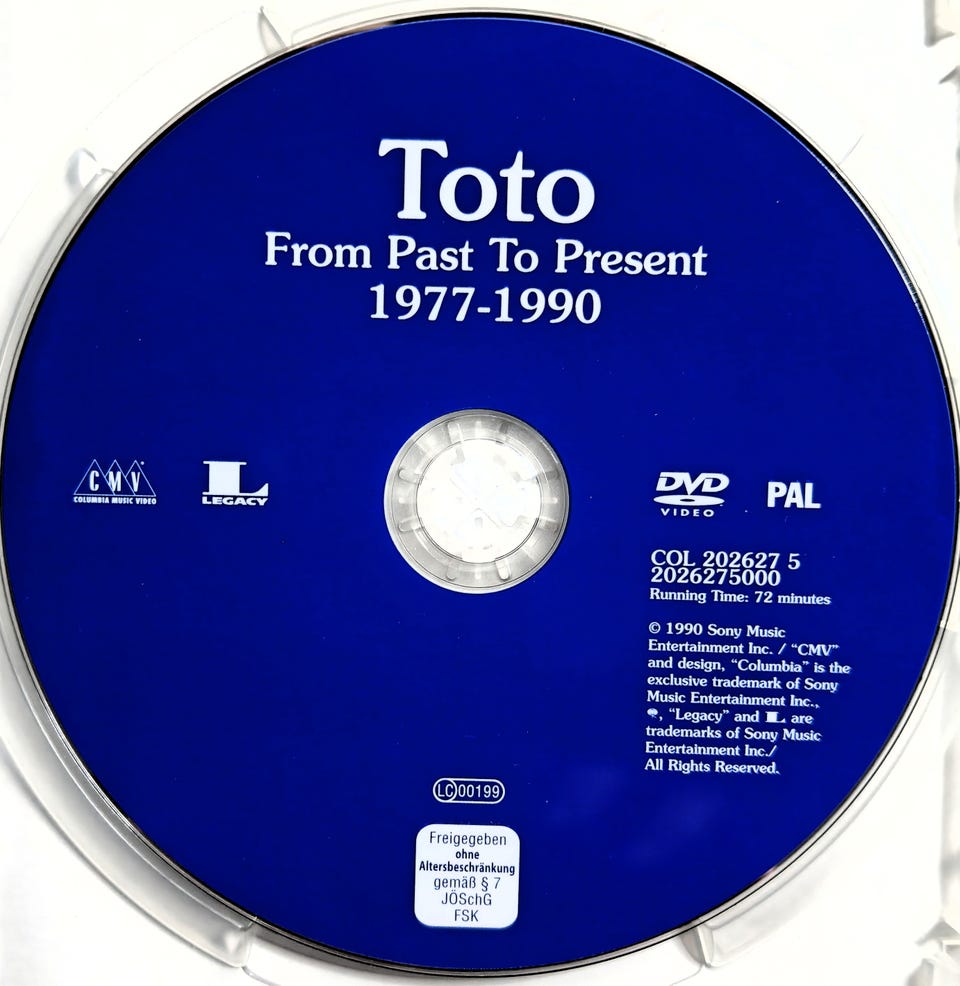 Toto
From Past To Present
1977-1990
CMV
COLUMBIA MUSIC VIDEO
L
LEGACY
DVD
VIDEO
PAL
COL 202627 5
2026275000
Running Time: 72 minutes
© 1990 Sony Music
Entertainment Inc. / “CMV”
and design, “Columbia” is the
exclusive trademark of Sony
Music Entertainment Inc.,
, “Legacy” and L are
trademarks of Sony Music
Entertainment Inc./
All Rights Reserved.
LC 00199
Freigegeben
ohne
Altersbeschränkung
gemäß § 7
JÖSchG
FSK